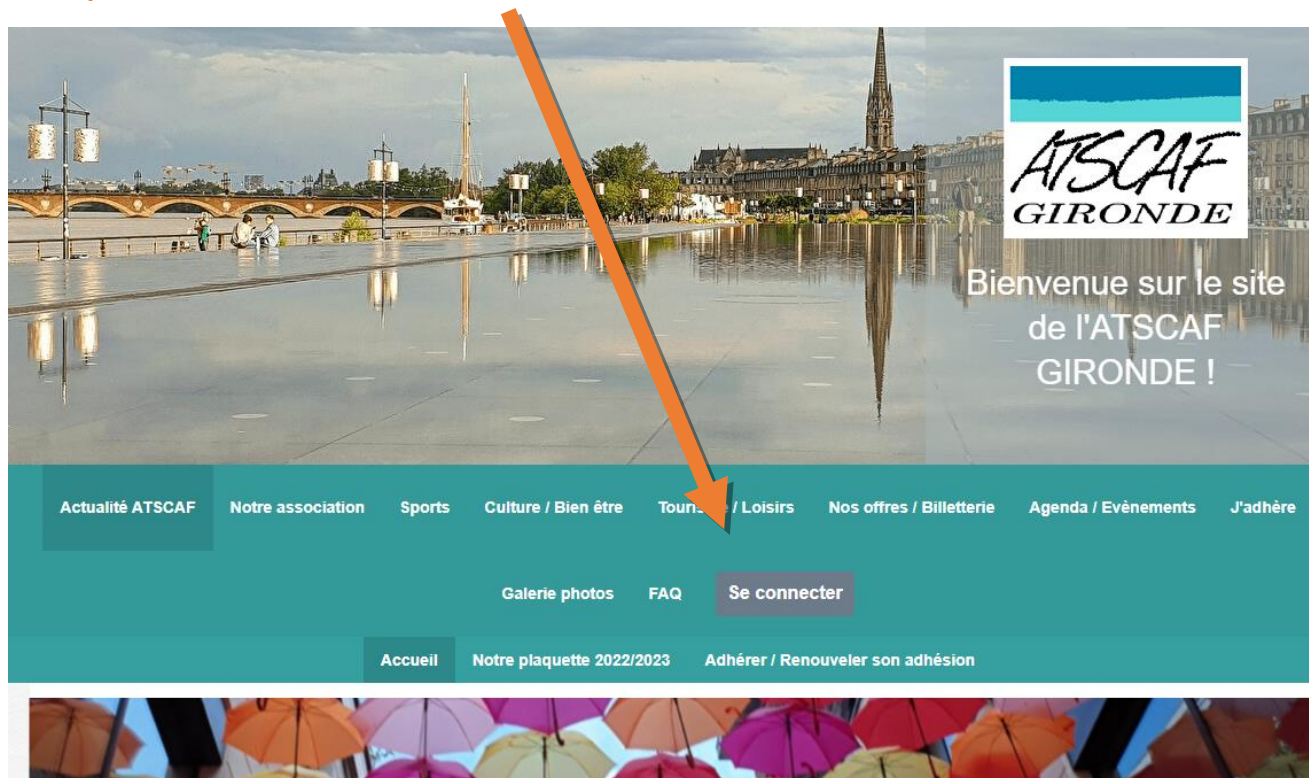 ATSCAF
GIRONDE
Bienvenue sur le site
de l'ATSCAF
GIRONDE !
Actualité ATSCAF
Notre association
Sports
Culture / Bien être
/ Loisirs
Nos offres / Billetterie
Agenda / Evènements
J'adhère
Galerie photos
FAQ
Se connecter
Accueil
Notre plaquette 2022/2023
Adhérer / Renouveler son adhésion